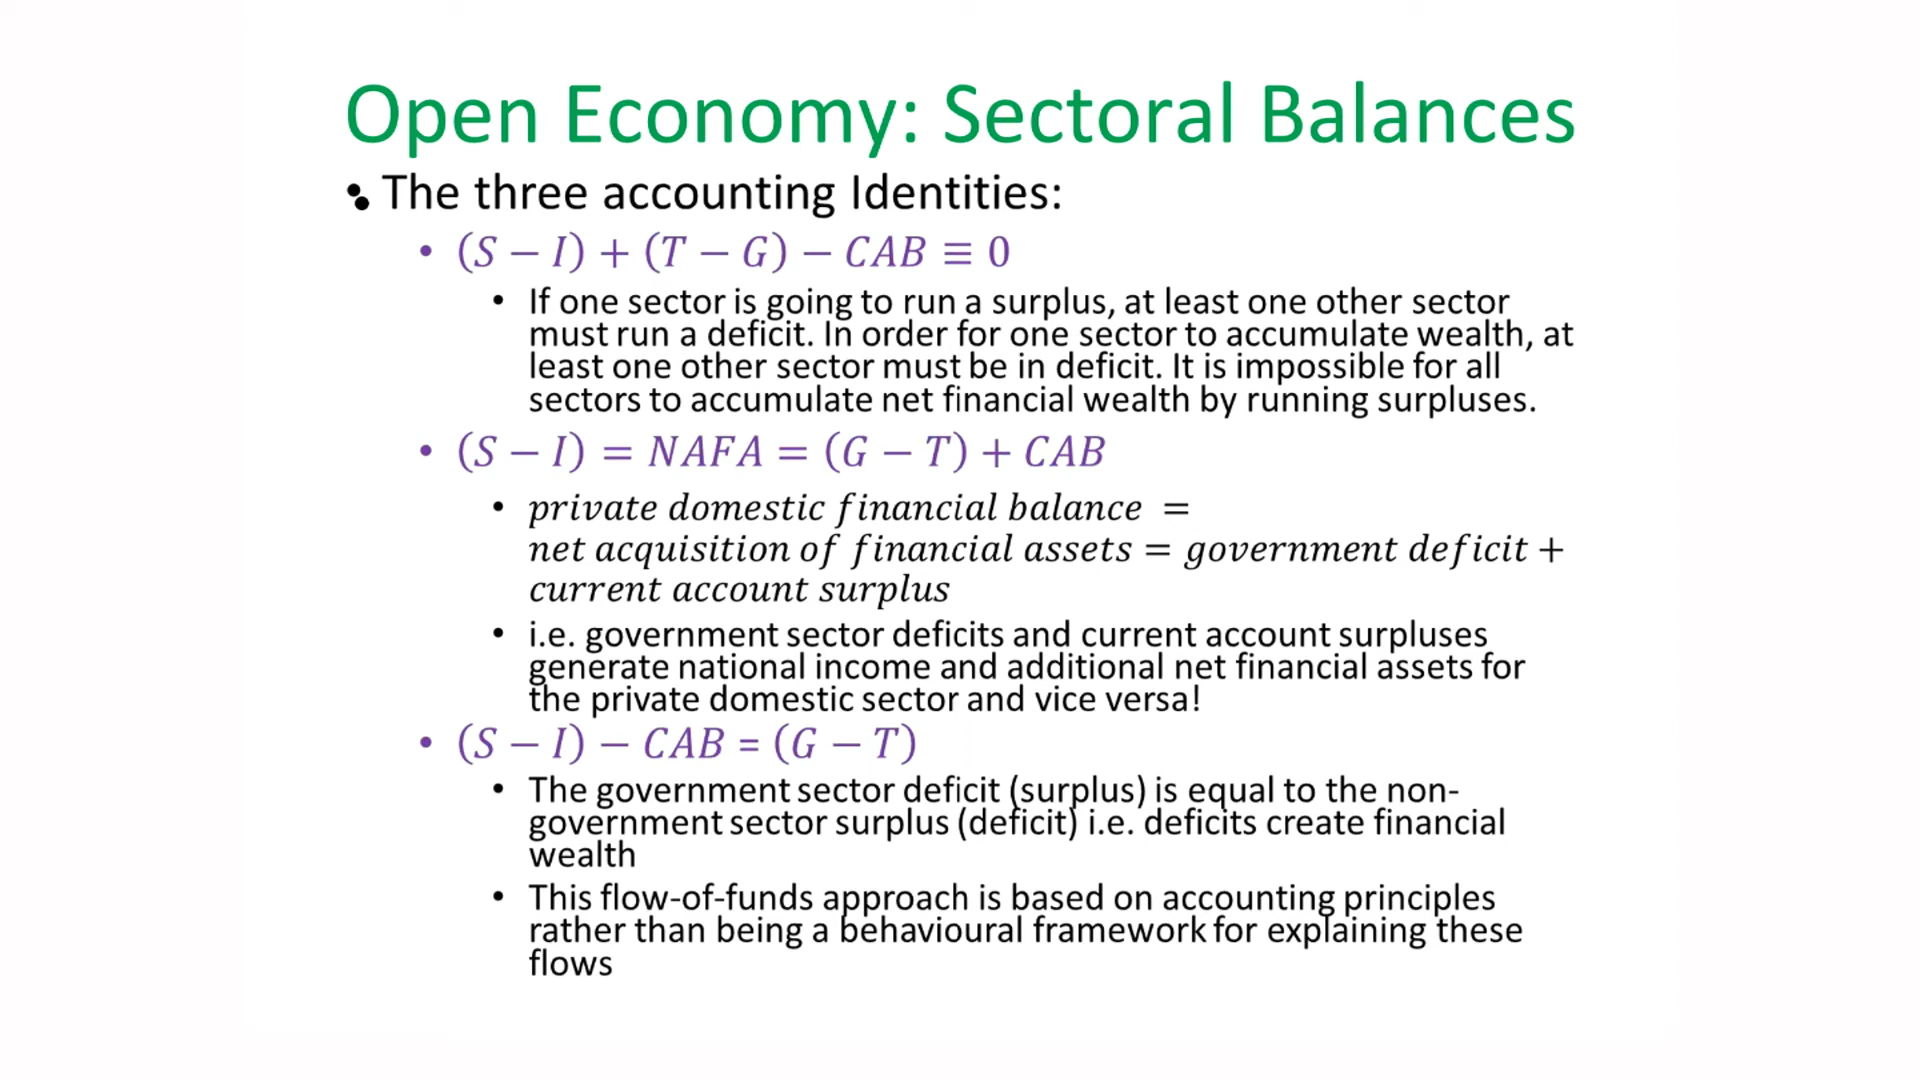 Open Economy: Sectoral Balances
• The three accounting Identities:
• (S − I) + (T − G) − CAB ≡ 0
• If one sector is going to run a surplus, at least one other sector
must run a deficit. In order for one sector to accumulate wealth, at
least one other sector must be in deficit. It is impossible for all
sectors to accumulate net financial wealth by running surpluses.
• (S − I) = NAFA = (G − T) + CAB
• private domestic financial balance =
net acquisition of financial assets = government deficit +
current account surplus
• i.e. government sector deficits and current account surpluses
generate national income and additional net financial assets for
the private domestic sector and vice versa!
• (S − I) − CAB = (G − T)
• The government sector deficit (surplus) is equal to the non-
government sector surplus (deficit) i.e. deficits create financial
wealth
• This flow-of-funds approach is based on accounting principles
rather than being a behavioural framework for explaining these
flows